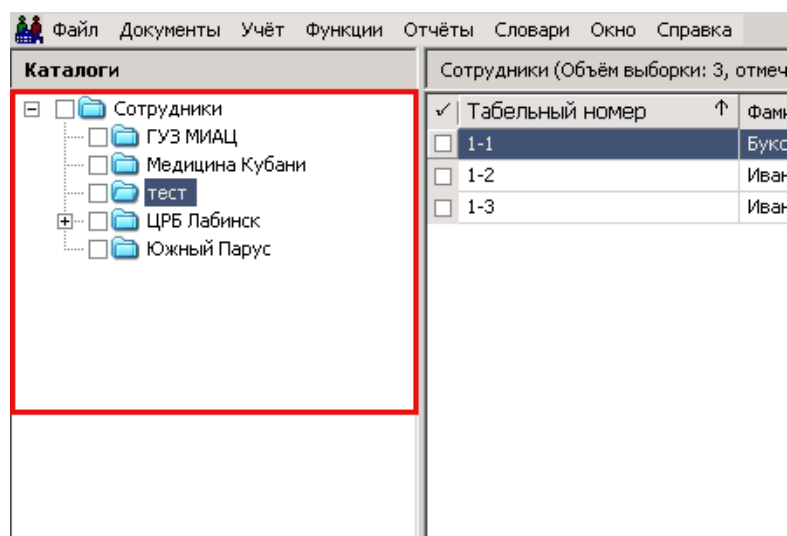 Файл Документы Учёт Функции Отчёты Словари Окно Справка
Каталоги
Сотрудники (Объём выборки: 3,
Сотрудники
ГУЗ МИАЦ
Медицина Кубани
тест
ЦРБ Лабинск
Южный Парус
Табельный номер
1-1
1-2
1-3